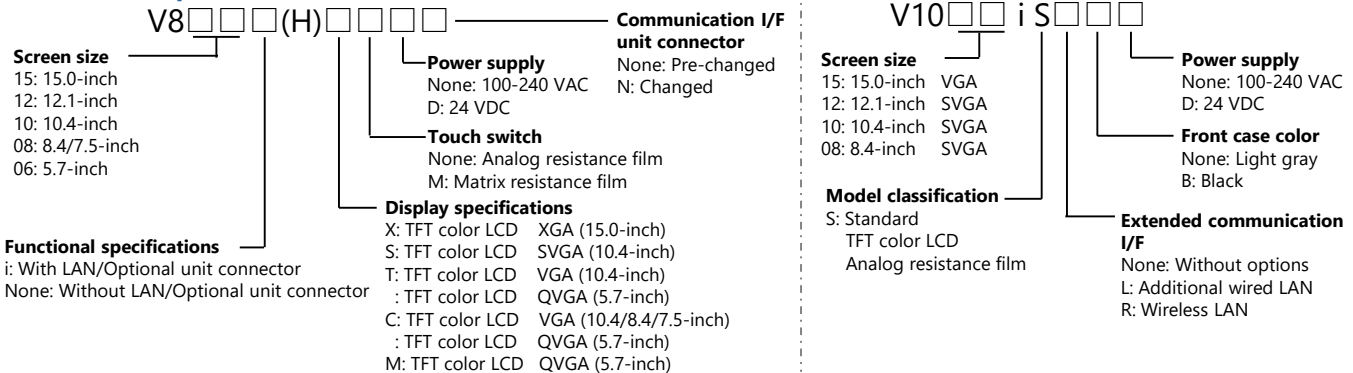 V8□□□(H)□□□□
Communication I/F
unit connector
None: Pre-changed
N: Changed
Screen size
15: 15.0-inch
12: 12.1-inch
10: 10.4-inch
08: 8.4/7.5-inch
06: 5.7-inch
Power supply
None: 100-240 VAC
D: 24 VDC
Touch switch
None: Analog resistance film
M: Matrix resistance film
Display specifications
X: TFT color LCD XGA (15.0-inch)
S: TFT color LCD SVGA (10.4-inch)
T: TFT color LCD VGA (10.4-inch)
: TFT color LCD QVGA (5.7-inch)
C: TFT color LCD VGA (10.4/8.4/7.5-inch)
: TFT color LCD QVGA (5.7-inch)
M: TFT color LCD QVGA (5.7-inch)
Functional specifications
i: With LAN/Optional unit connector
None: Without LAN/Optional unit connector
V10□□ i S□□□
Screen size
15: 15.0-inch VGA
12: 12.1-inch SVGA
10: 10.4-inch SVGA
08: 8.4-inch SVGA
Power supply
None: 100-240 VAC
D: 24 VDC
Front case color
None: Light gray
B: Black
Model classification
S: Standard
TFT color LCD
Analog resistance film
Extended communication
I/F
None: Without options
L: Additional wired LAN
R: Wireless LAN